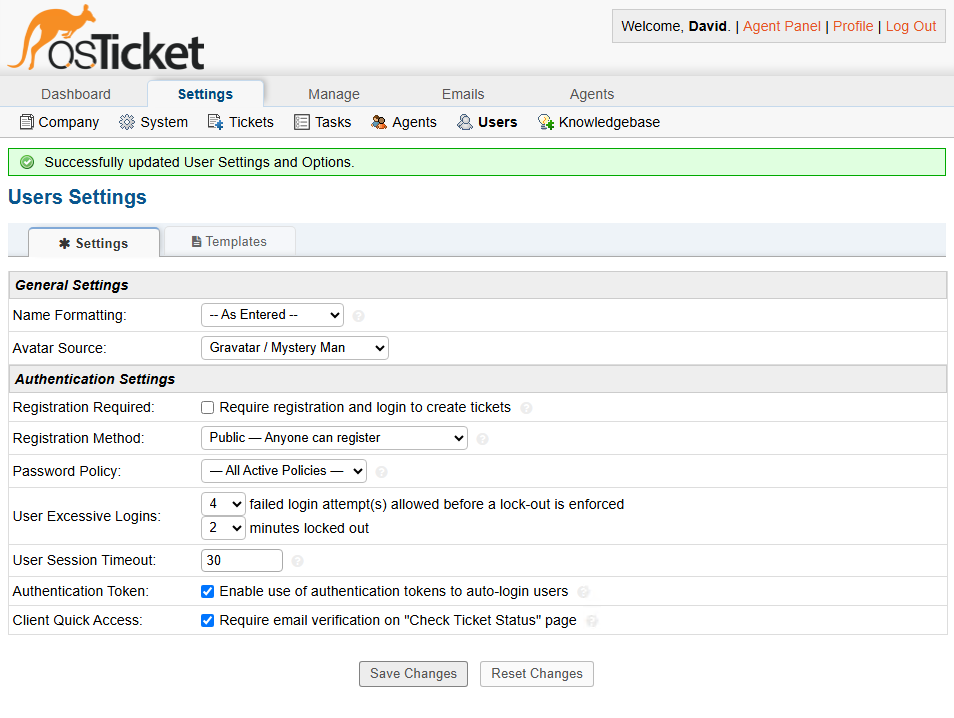 osTicket
Welcome, David. | Agent Panel | Profile | Log Out
Dashboard Settings Manage Emails Agents
Company System Tickets Tasks Agents Users Knowledgebase
Successfully updated User Settings and Options.
Users Settings
Settings Templates
General Settings
Name Formatting: -- As Entered --
Avatar Source: Gravatar / Mystery Man
Authentication Settings
Registration Required: Require registration and login to create tickets
Registration Method: Public — Anyone can register
Password Policy: — All Active Policies —
User Excessive Logins: 4 failed login attempt(s) allowed before a lock-out is enforced
2 minutes locked out
User Session Timeout: 30
Authentication Token: Enable use of authentication tokens to auto-login users
Client Quick Access: Require email verification on "Check Ticket Status" page
Save Changes Reset Changes